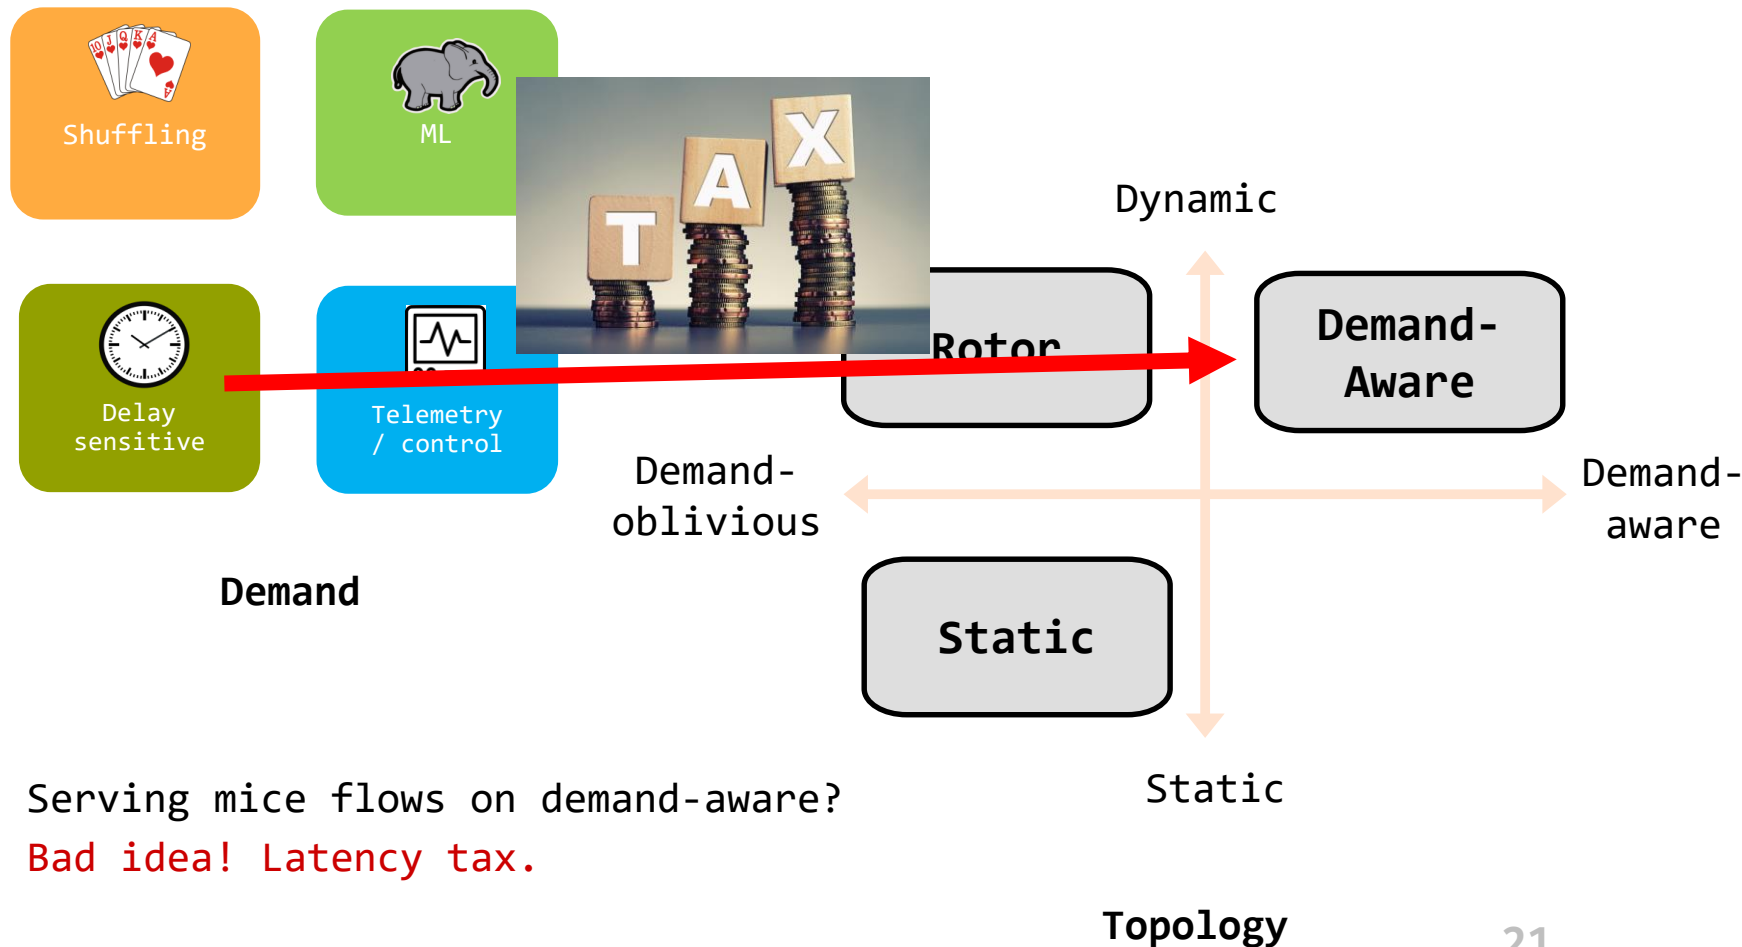 Shuffling
ML
TAX
Dynamic
Rotor
Demand-
Aware
Delay
sensitive
Telemetry
/ control
Demand-
oblivious
Demand-
aware
Demand
Static
Static
Serving mice flows on demand-aware?
Bad idea! Latency tax.
Topology
21